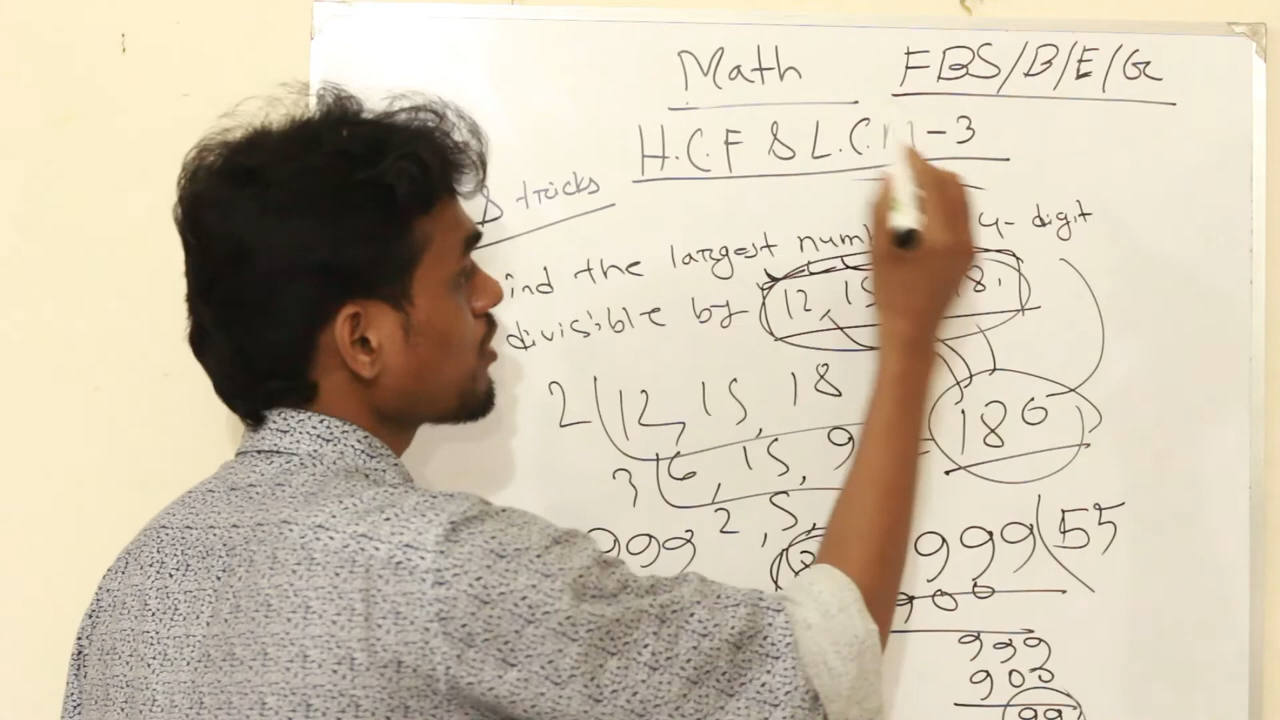 Math FBS/B/E/G
H.C.F & L.C.M-3
& tricks
ind the largest num 4-digit
divisible by 12, 15 18,
2 12, 15, 18
3 6, 15, 9 180
2, 5,
999 999 55
900
999
900
99